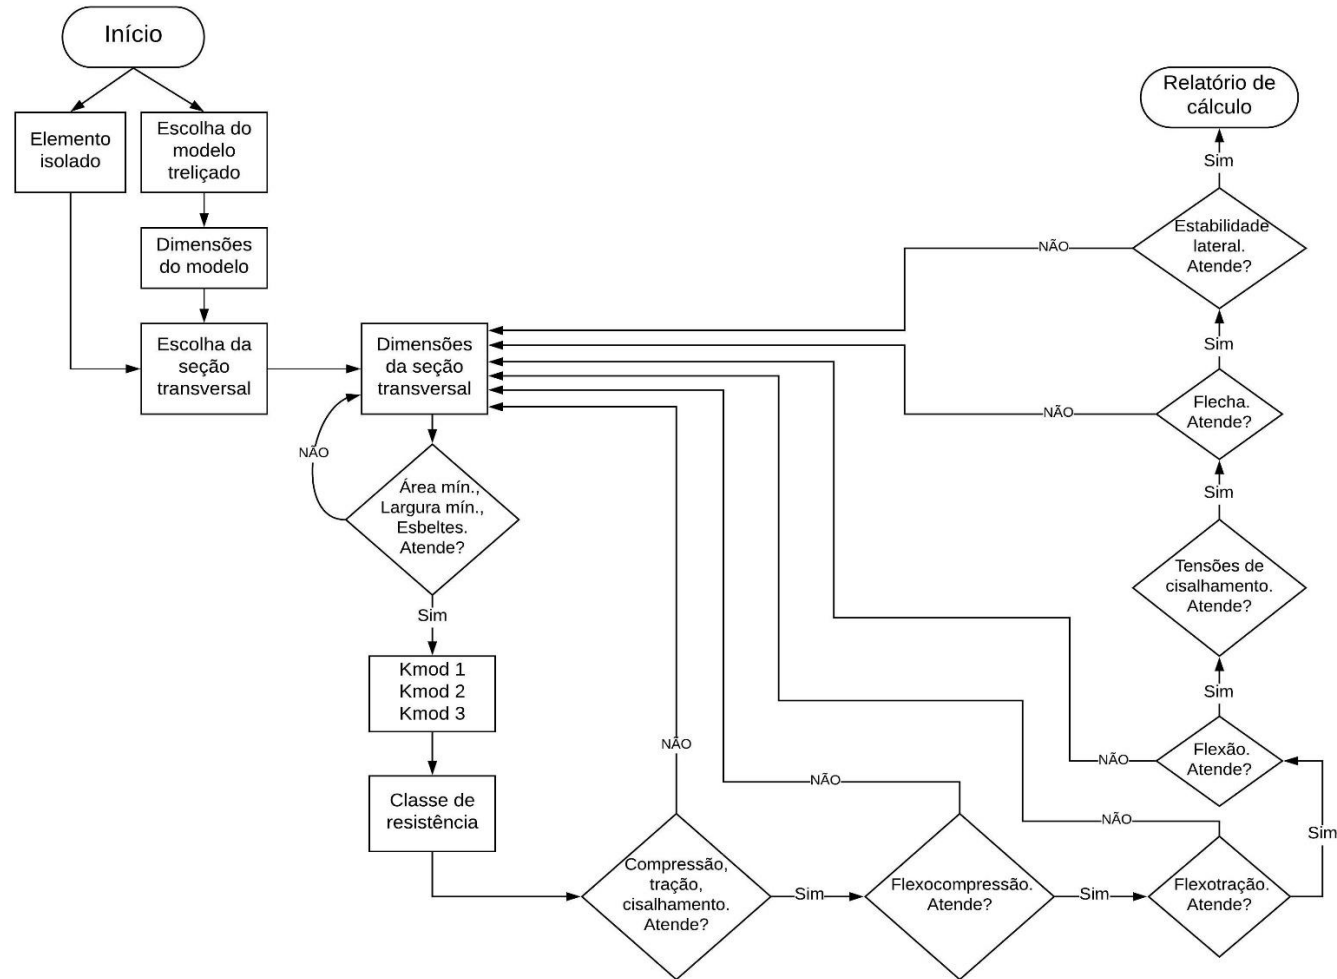 Início
Elemento
isolado
Escolha do
modelo
treliçado
Dimensões
do modelo
Escolha da
seção
transversal
Dimensões
da seção
transversal
NÃO
Área mín.,
Largura mín.,
Esbeltes.
Atende?
Sim
Kmod 1
Kmod 2
Kmod 3
Classe de
resistência
Compressão,
tração,
cisalhamento.
Atende?
NÃO
Sim
Flexocompressão.
Atende?
NÃO
Sim
Flexotração.
Atende?
NÃO
Sim
Flexão.
Atende?
NÃO
Sim
Tensões de
cisalhamento.
Atende?
Sim
Flecha.
Atende?
NÃO
Sim
Estabilidade
lateral.
Atende?
NÃO
Sim
Relatório de
cálculo